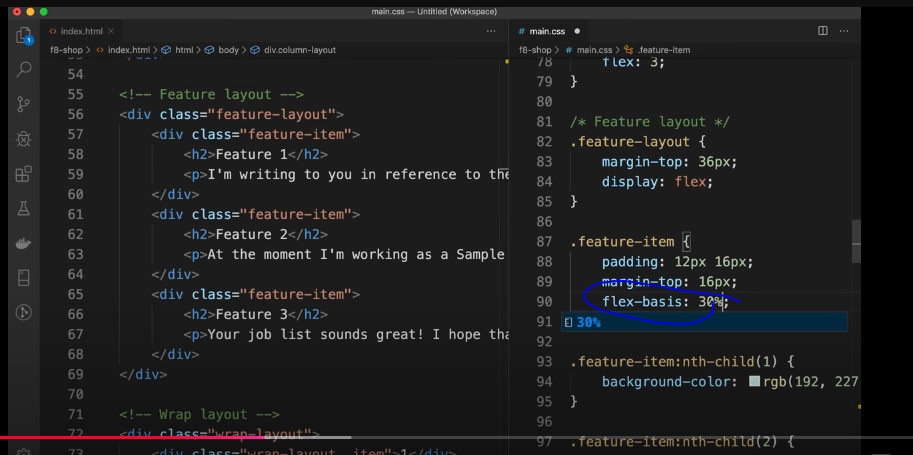 main.css — Untitled (Workspace)
index.html ×
f8-shop > index.html > html > body > div.column-layout
54
55 <!-- Feature layout -->
56 <div class="feature-layout">
57 <div class="feature-item">
58 <h2>Feature 1</h2>
59 <p>I'm writing to you in reference to the
60 </div>
61 <div class="feature-item">
62 <h2>Feature 2</h2>
63 <p>At the moment I'm working as a Sample
64 </div>
65 <div class="feature-item">
66 <h2>Feature 3</h2>
67 <p>Your job list sounds great! I hope tha
68 </div>
69 </div>
70
71 <!-- Wrap layout -->
72 <div class="wrap-layout">
73 <div class="wrap-layout__item">1</div>
# main.css ●
f8-shop > # main.css > .feature-item
78 flex: 3;
79 }
80
81 /* Feature layout */
82 .feature-layout {
83 margin-top: 36px;
84 display: flex;
85 }
86
87 .feature-item {
88 padding: 12px 16px;
89 margin-top: 16px;
90 flex-basis: 30%;
91 30%
92
93 .feature-item:nth-child(1) {
94 background-color: rgb(192, 227
95 }
96
97 .feature-item:nth-child(2) {
1